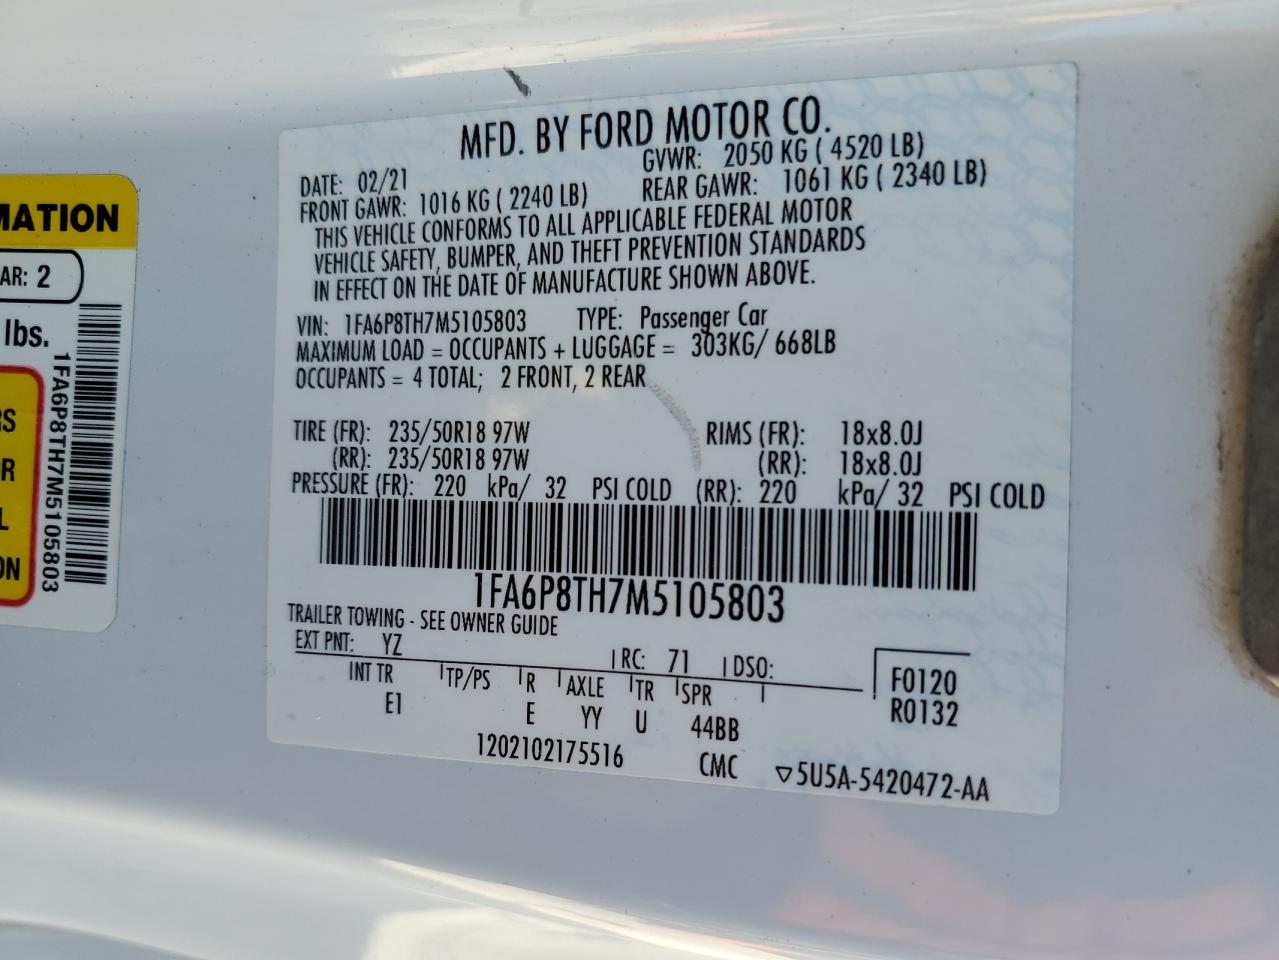 MATION
AR: 2
lbs.
RS
R
L
ON
1FA6P8TH7M5105803
MFD. BY FORD MOTOR CO.
DATE: 02/21 GVWR: 2050 KG ( 4520 LB)
FRONT GAWR: 1016 KG ( 2240 LB) REAR GAWR: 1061 KG ( 2340 LB)
THIS VEHICLE CONFORMS TO ALL APPLICABLE FEDERAL MOTOR
VEHICLE SAFETY, BUMPER, AND THEFT PREVENTION STANDARDS
IN EFFECT ON THE DATE OF MANUFACTURE SHOWN ABOVE.
VIN: 1FA6P8TH7M5105803 TYPE: Passenger Car
MAXIMUM LOAD = OCCUPANTS + LUGGAGE = 303KG/ 668LB
OCCUPANTS = 4 TOTAL; 2 FRONT, 2 REAR
TIRE (FR): 235/50R18 97W RIMS (FR): 18x8.0J
(RR): 235/50R18 97W (RR): 18x8.0J
PRESSURE (FR): 220 kPa/ 32 PSI COLD (RR): 220 kPa/ 32 PSI COLD
1FA6P8TH7M5105803
TRAILER TOWING - SEE OWNER GUIDE
EXT PNT: YZ RC: 71 DSO:
INT TR TP/PS R AXLE TR SPR F0120
E1 E YY U 44BB R0132
1202102175516 CMC ▽5U5A-5420472-AA